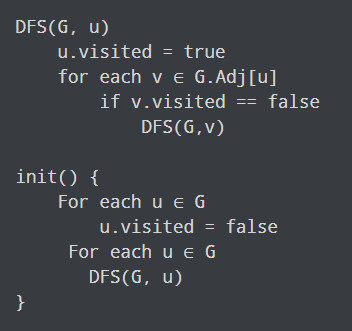 DFS(G, u)
    u.visited = true
    for each v ∈ G.Adj[u]
        if v.visited == false
            DFS(G,v)

init() {
    For each u ∈ G
        u.visited = false
     For each u ∈ G
       DFS(G, u)
}